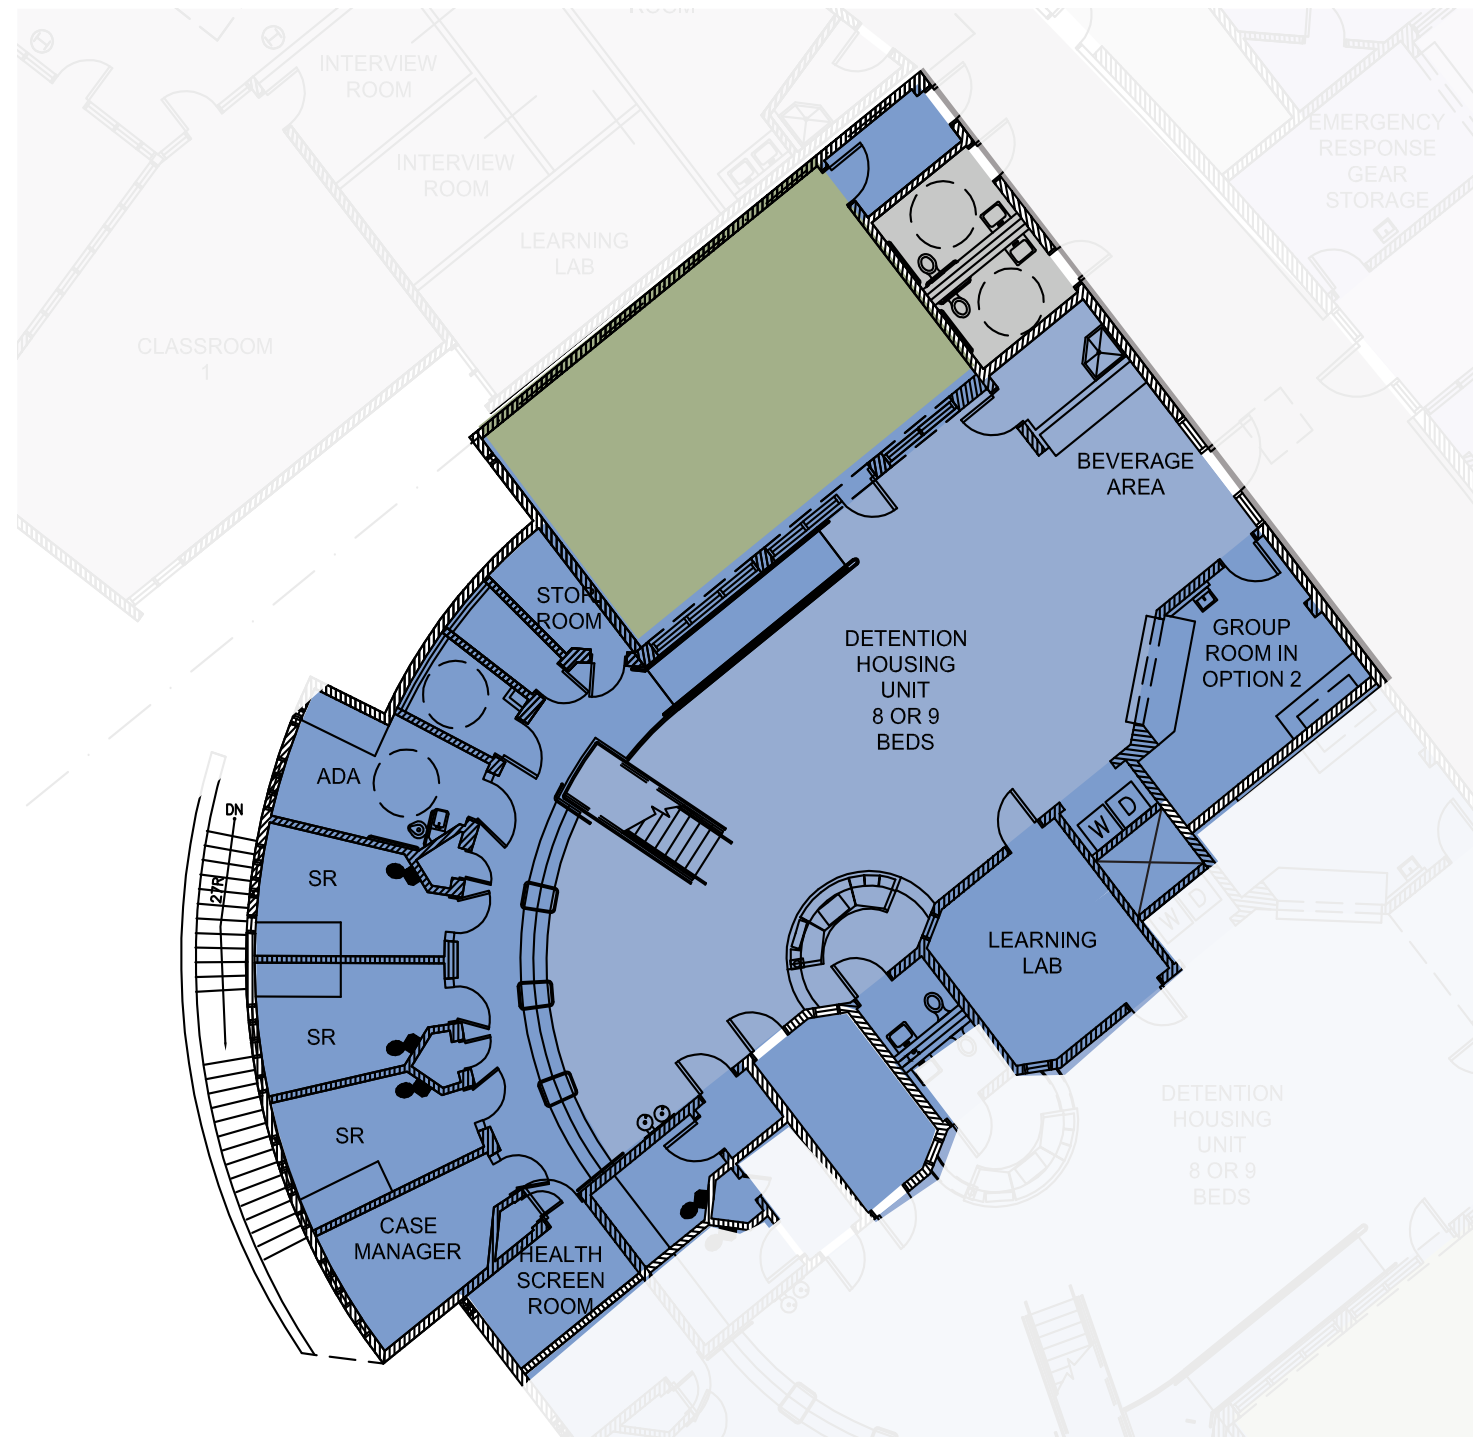 ROOM
INTERVIEW
ROOM
INTERVIEW
ROOM
LEARNING
LAB
CLASSROOM
1
EMERGENCY
RESPONSE
GEAR
STORAGE
BEVERAGE
AREA
STOR
ROOM
DETENTION
HOUSING
UNIT
8 OR 9
BEDS
GROUP
ROOM IN
OPTION 2
ADA
DN
27R
SR
W
D
LEARNING
LAB
W
D
SR
SR
DETENTION
HOUSING
UNIT
8 OR 9
BEDS
CASE
MANAGER
HEALTH
SCREEN
ROOM